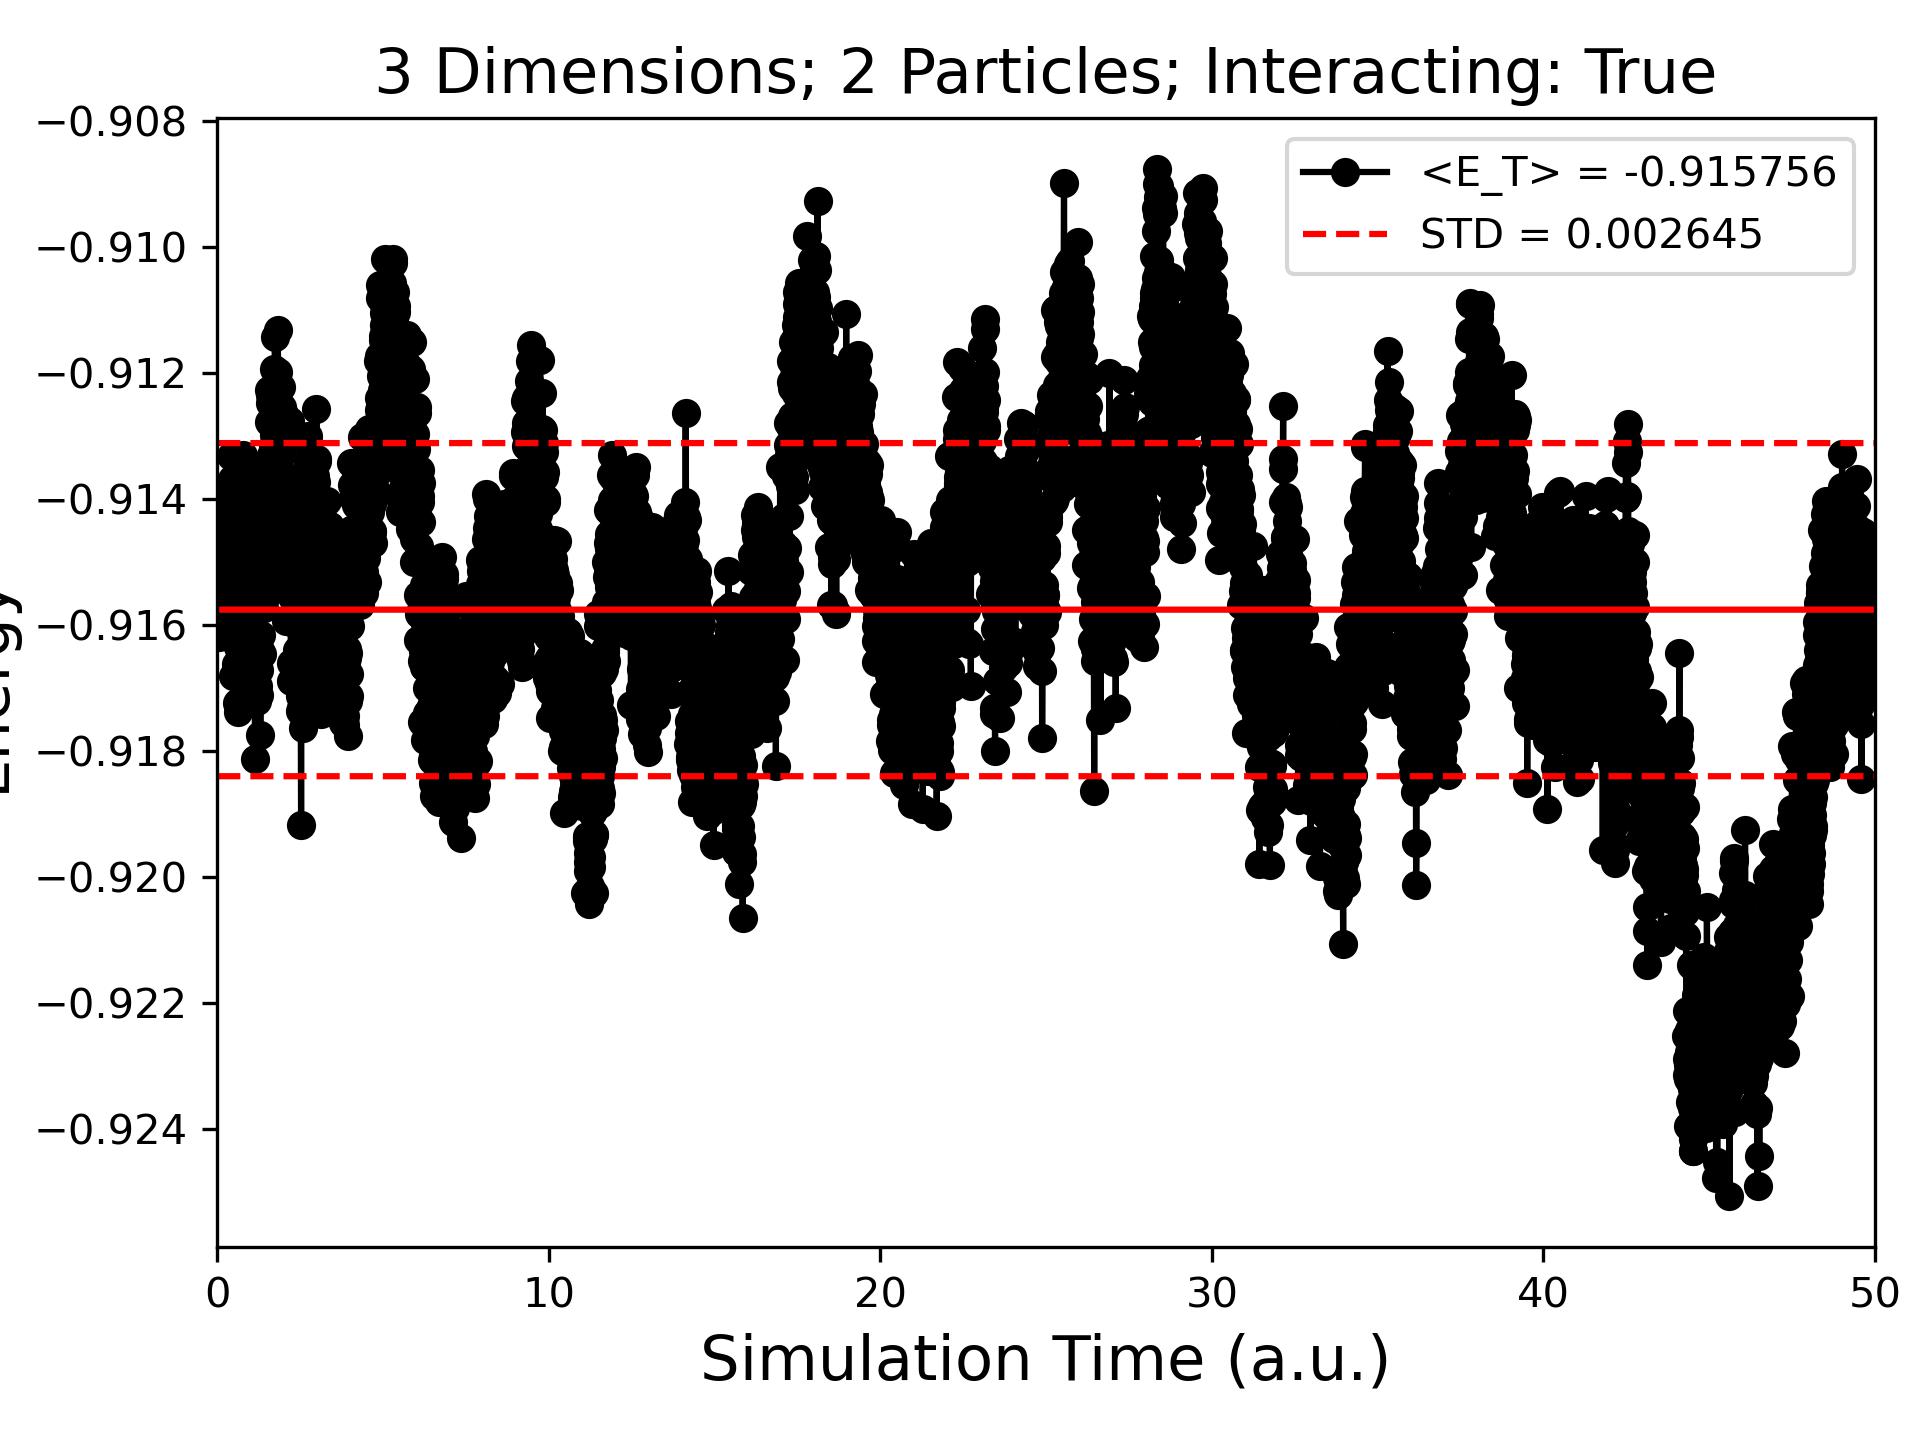 3 Dimensions; 2 Particles; Interacting: True
−0.908
−0.910
−0.912
−0.914
−0.916
−0.918
−0.920
−0.922
−0.924
<E_T> = -0.915756
STD = 0.002645
Energy
0 10 20 30 40 50
Simulation Time (a.u.)